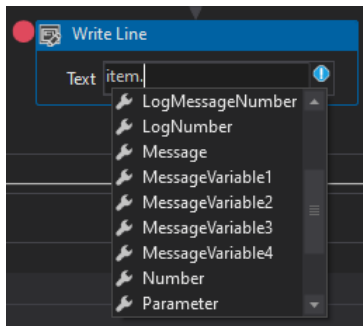 Write Line
Text item.
LogMessageNumber
LogNumber
Message
MessageVariable1
MessageVariable2
MessageVariable3
MessageVariable4
Number
Parameter